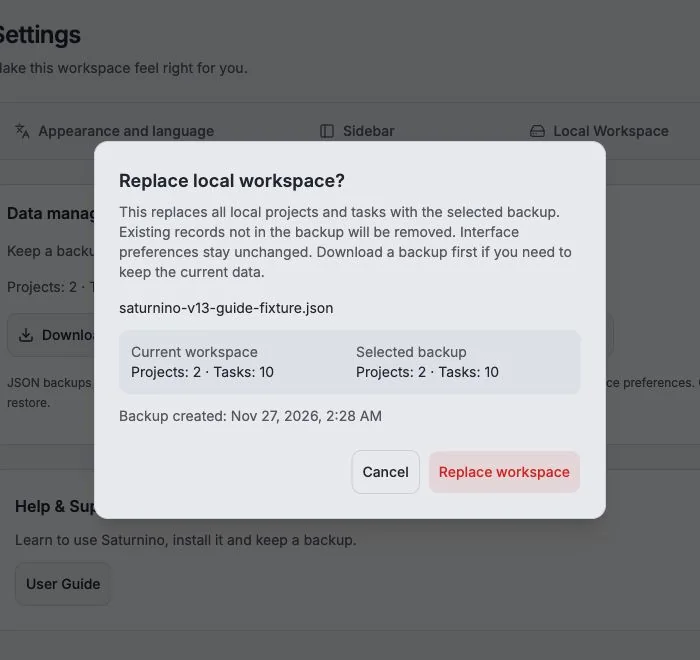 Settings
Make this workspace feel right for you.
Appearance and language
Sidebar
Local Workspace
Replace local workspace?
This replaces all local projects and tasks with the selected backup.
Existing records not in the backup will be removed. Interface
preferences stay unchanged. Download a backup first if you need to
keep the current data.
saturnino-v13-guide-fixture.json
Current workspace
Projects: 2 · Tasks: 10
Selected backup
Projects: 2 · Tasks: 10
Backup created: Nov 27, 2026, 2:28 AM
Cancel
Replace workspace
Data
Keep a
Projects: 2 ·
JSON backups
ce preferences.
restore.
Help &
Learn to use Saturnino, install it and keep a backup.
User Guide